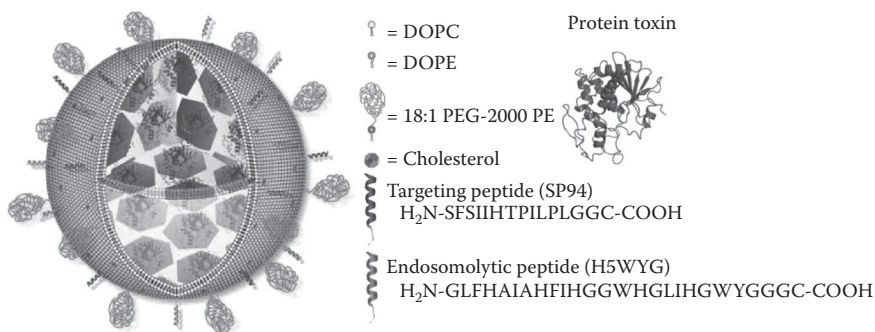 = DOPC
Protein toxin
= DOPE
= 18:1 PEG-2000 PE
= Cholesterol
Targeting peptide (SP94)
H₂N-SFSIIHTPILPLGGC-COOH
Endosomolytic peptide (H5WYG)
H₂N-GLFHAIAHFIHGGWHGLIHGWYGGGC-COOH